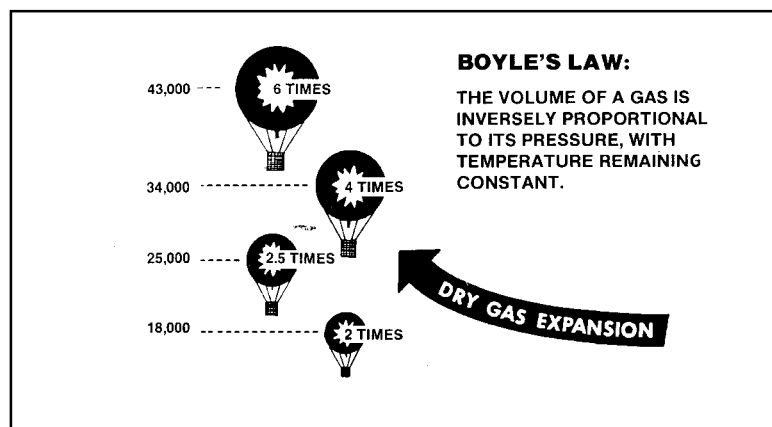 BOYLE'S LAW:
THE VOLUME OF A GAS IS
INVERSELY PROPORTIONAL
TO ITS PRESSURE, WITH
TEMPERATURE REMAINING
CONSTANT.
43,000
6 TIMES
34,000
4 TIMES
25,000
2.5 TIMES
18,000
2 TIMES
DRY GAS EXPANSION